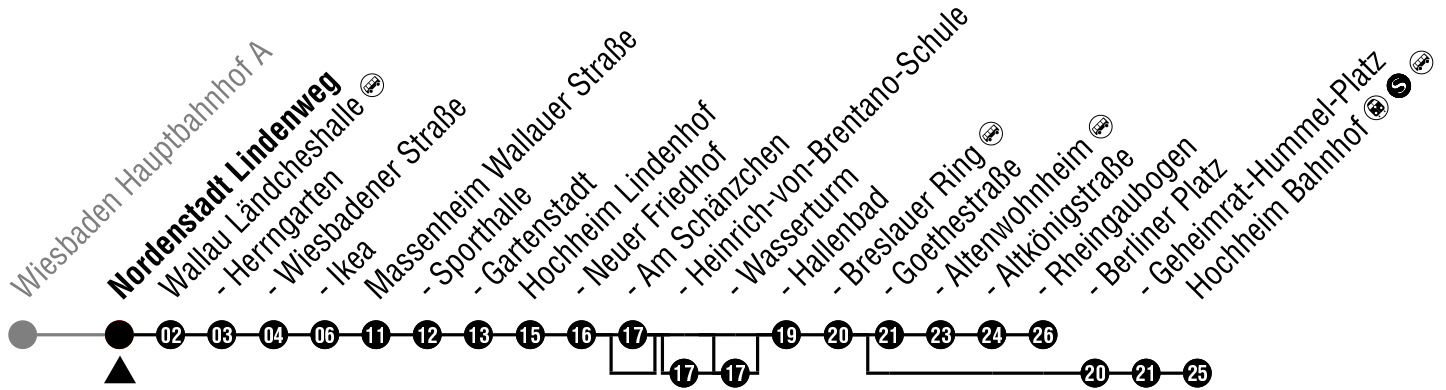 Wiesbaden Hauptbahnhof A
Nordenstadt Lindenweg
Wallau Ländcheshalle
- Herrngarten
- Wiesbadener Straße
- Ikea
Massenheim Wallauer Straße
- Sporthalle
- Gartenstadt
Hochheim Lindenhof
- Neuer Friedhof
- Am Schänzchen
- Heinrich-von-Brentano-Schule
- Wasserturm
- Hallenbad
- Breslauer Ring
- Goethestraße
- Altenwohnheim
- Altkönigstraße
- Rheingaubogen
- Berliner Platz
- Geheimrat-Hummel-Platz
Hochheim Bahnhof S
02 03 04 06 11 12 13 15 16 17 19 20 21 23 24 26
17 17 20 21 25